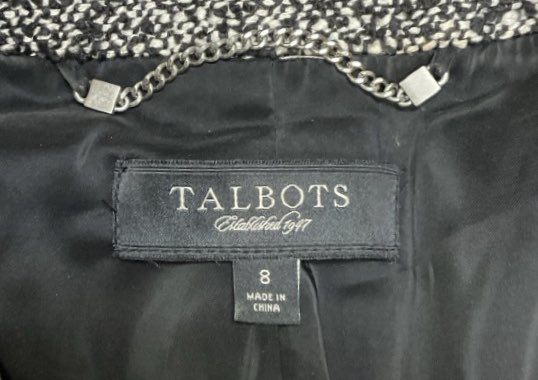 TALBOTS
Established 1947
8
MADE IN
CHINA